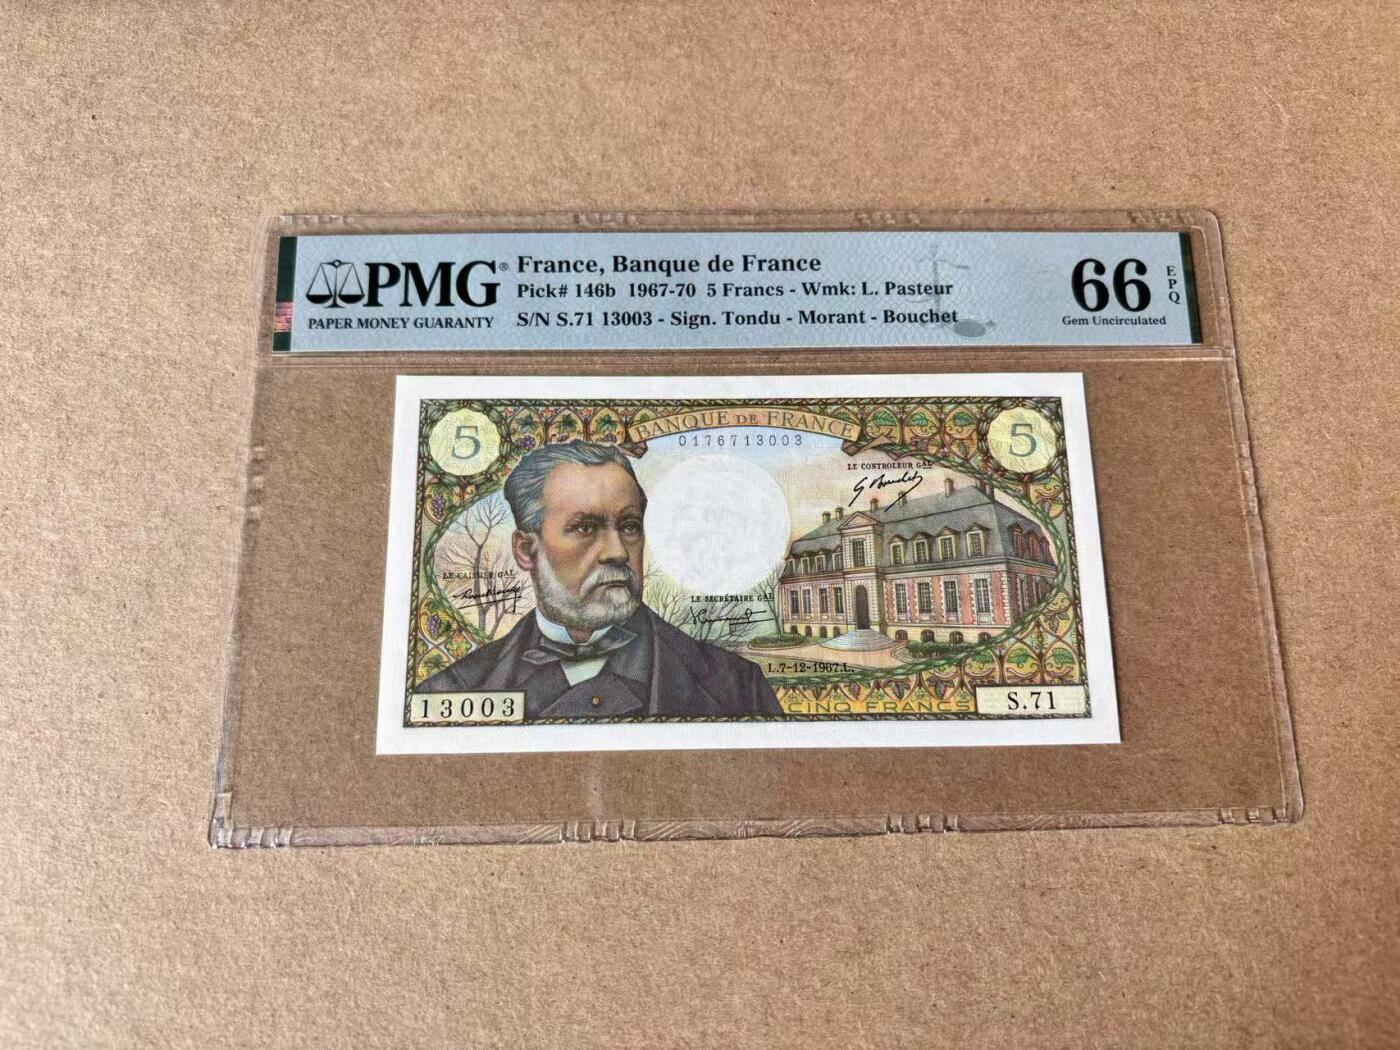 PMG®
PAPER MONEY GUARANTY
France, Banque de France
Pick# 146b 1967-70 5 Francs - Wmk: L. Pasteur
S/N S.71 13003 - Sign. Tondu - Morant - Bouchet
66
EPQ
Gem Uncirculated
5
BANQUE DE FRANCE
5
0176713003
LE CONTROLEUR GAL
LE CAISSIER GAL
LE SECRÉTAIRE GAL
L.7-12-1967.L.
13003
CINQ FRANCS
S.71